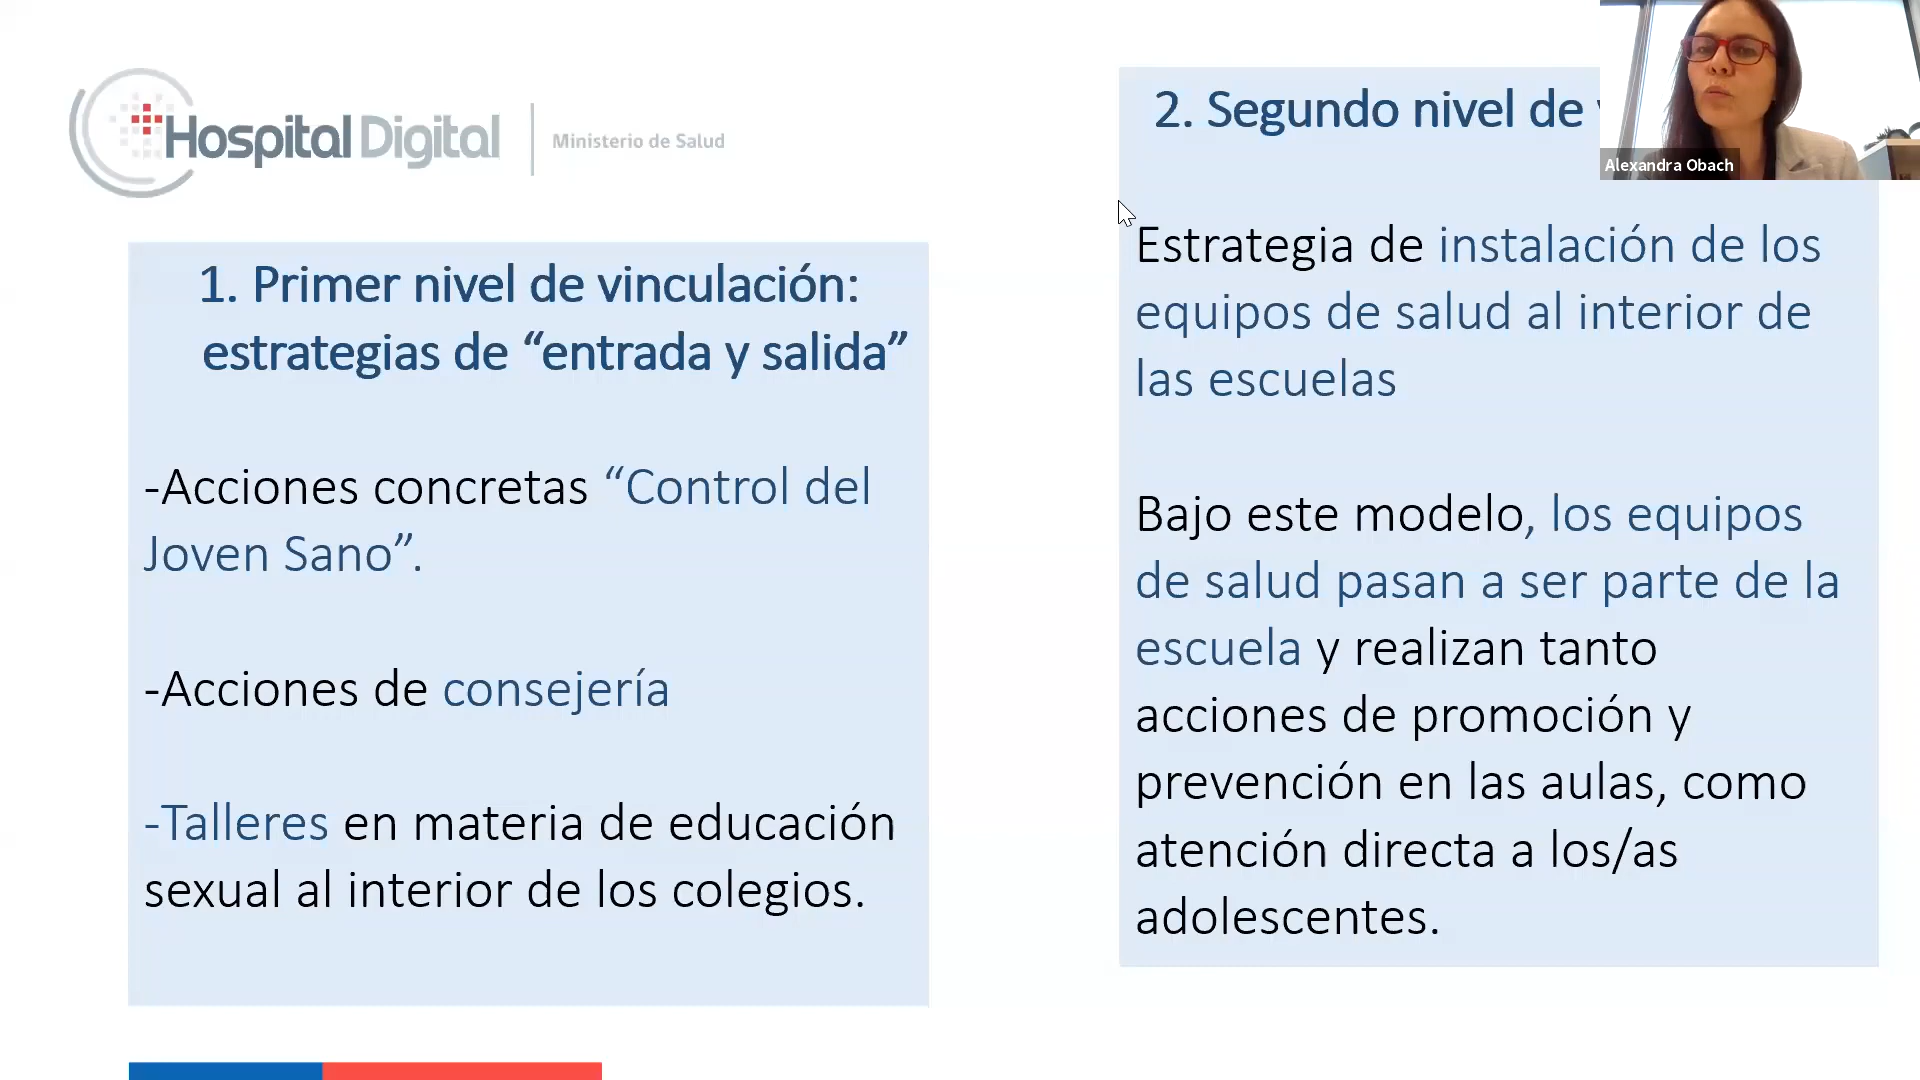 Hospital Digital
Ministerio de Salud
1. Primer nivel de vinculación:
estrategias de “entrada y salida”
-Acciones concretas “Control del
Joven Sano”.
-Acciones de consejería
-Talleres en materia de educación
sexual al interior de los colegios.
2. Segundo nivel de
Alexandra Obach
Estrategia de instalación de los
equipos de salud al interior de
las escuelas
Bajo este modelo, los equipos
de salud pasan a ser parte de la
escuela y realizan tanto
acciones de promoción y
prevención en las aulas, como
atención directa a los/as
adolescentes.